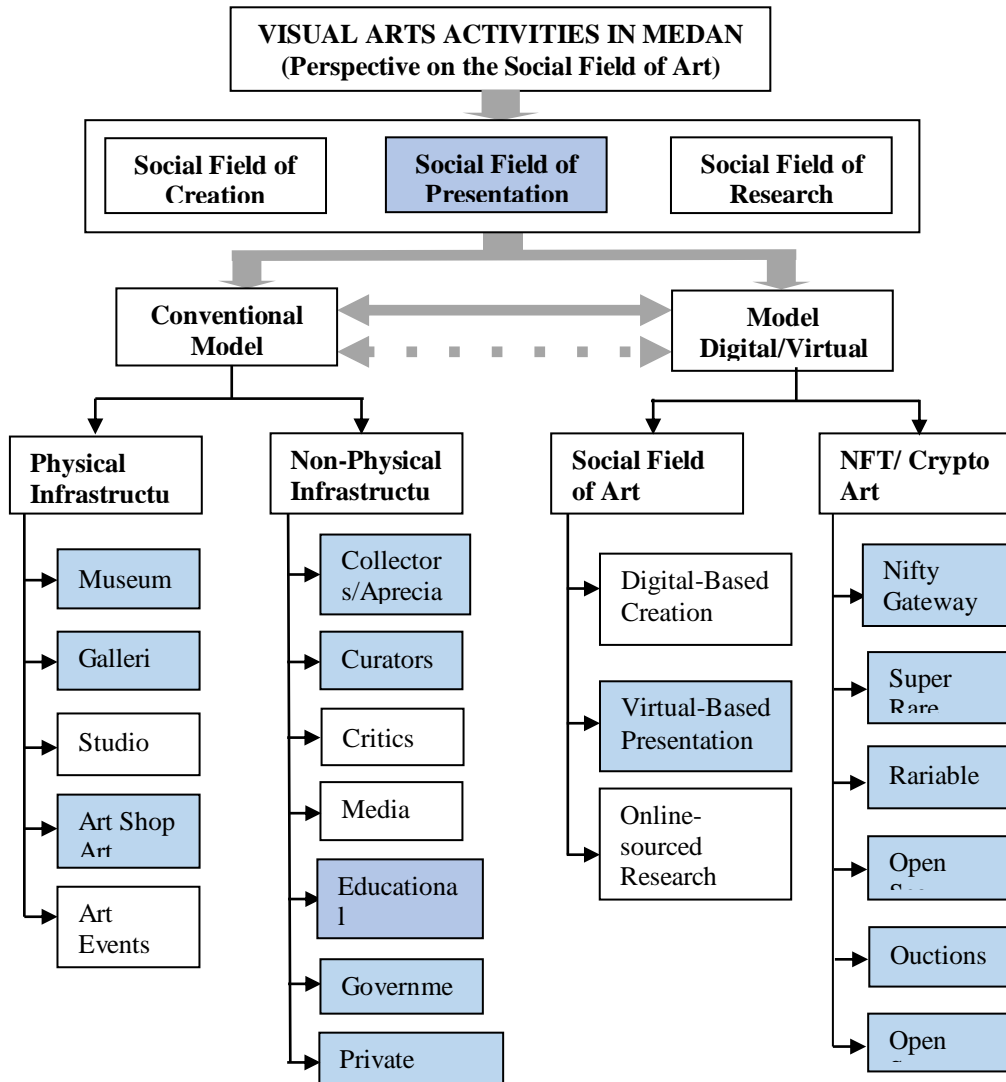 VISUAL ARTS ACTIVITIES IN MEDAN
(Perspective on the Social Field of Art)
Social Field of
Creation
Social Field of
Presentation
Social Field of
Research
Conventional
Model
Model
Digital/Virtual
Physical
Infrastructu
Non-Physical
Infrastructu
Social Field
of Art
NFT/ Crypto
Art
Museum
Galleri
Studio
Art Shop
Art
Art
Events
Collector
s/Aprecia
Curators
Critics
Media
Educationa
l
Governme
Private
Digital-Based
Creation
Virtual-Based
Presentation
Online-
sourced
Research
Nifty
Gateway
Super
Rare
Rariable
Open
Ouctions
Open